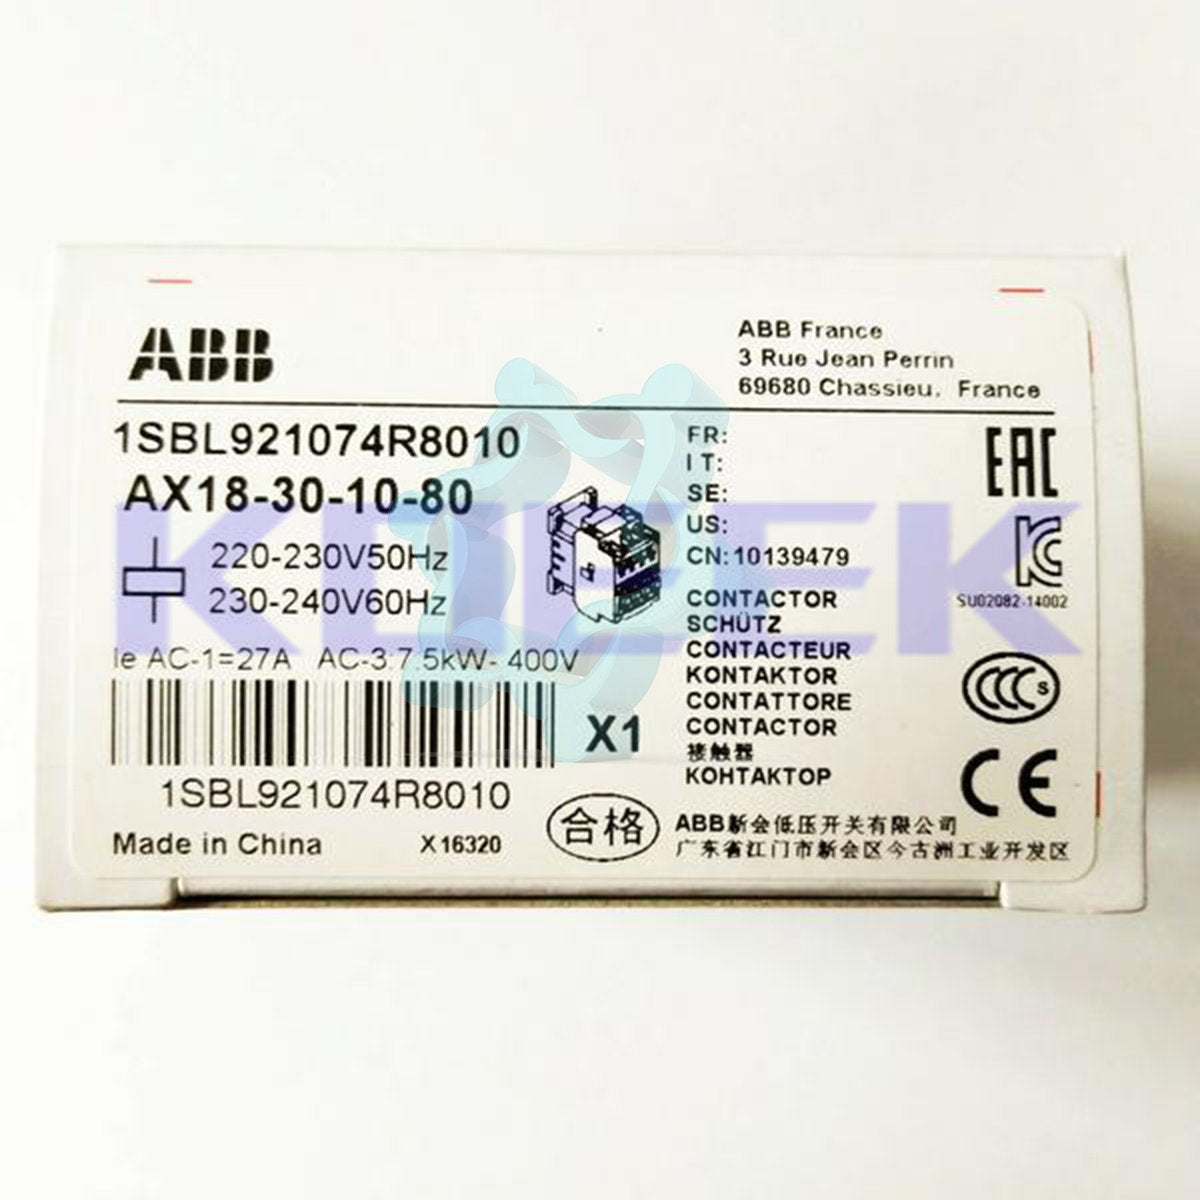 ABB
ABB France
3 Rue Jean Perrin
69680 Chassieu, France
1SBL921074R8010
AX18-30-10-80
220-230V50Hz
230-240V60Hz
Ie AC-1=27A AC-3:7.5kW- 400V
X1
1SBL921074R8010
Made in China
X16320
合格
FR:
IT:
SE:
US:
CN:10139479
CONTACTOR
SCHÜTZ
CONTACTEUR
KONTAKTOR
CONTATTORE
CONTACTOR
接触器
КОНТАКТОР
EAC
KC
SU02082-14002
CCC S
CE
ABB新会低压开关有限公司
广东省江门市新会区今古洲工业开发区